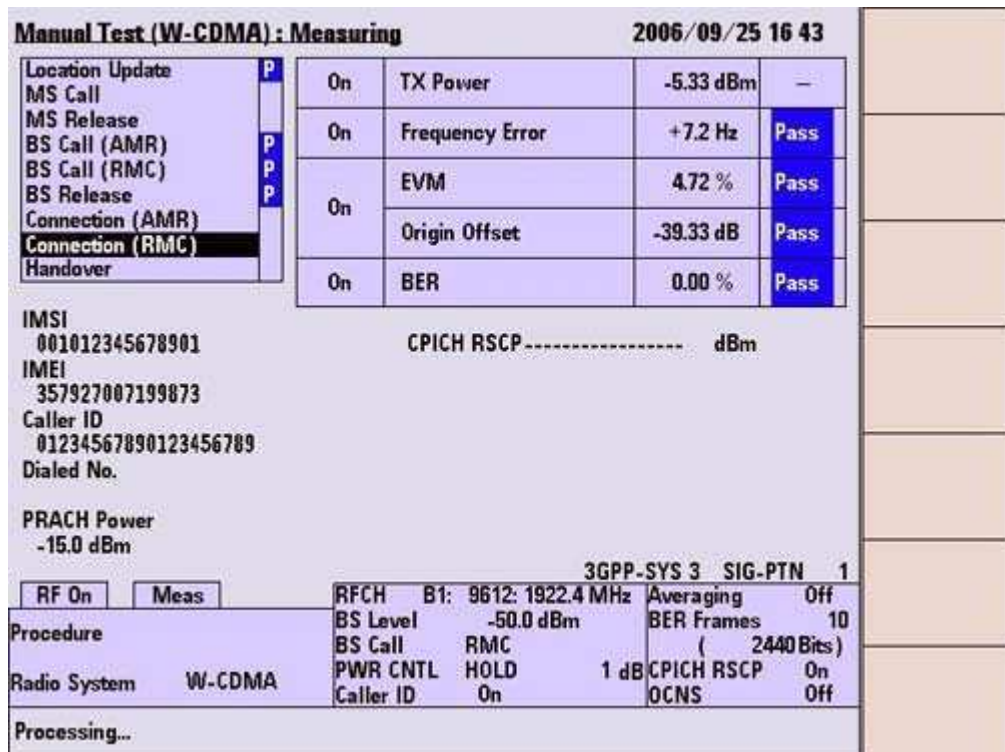 Manual Test (W-CDMA) : Measuring 2006/09/25 16 43
Location Update P
MS Call
MS Release
BS Call (AMR) P
BS Call (RMC) P
BS Release P
Connection (AMR)
Connection (RMC)
Handover
On TX Power -5.33 dBm –
On Frequency Error +7.2 Hz Pass
On EVM 4.72 % Pass
Origin Offset -39.33 dB Pass
On BER 0.00 % Pass
IMSI
001012345678901
IMEI
357927007199873
Caller ID
01234567890123456789
Dialed No.
PRACH Power
-15.0 dBm
CPICH RSCP----------------- dBm
3GPP-SYS 3 SIG-PTN 1
RF On Meas
Procedure
Radio System W-CDMA
RFCH B1: 9612: 1922.4 MHz
BS Level -50.0 dBm
BS Call RMC
PWR CNTL HOLD 1 dB
Caller ID On
Averaging Off
BER Frames 10
( 2440 Bits)
CPICH RSCP On
OCNS Off
Processing...